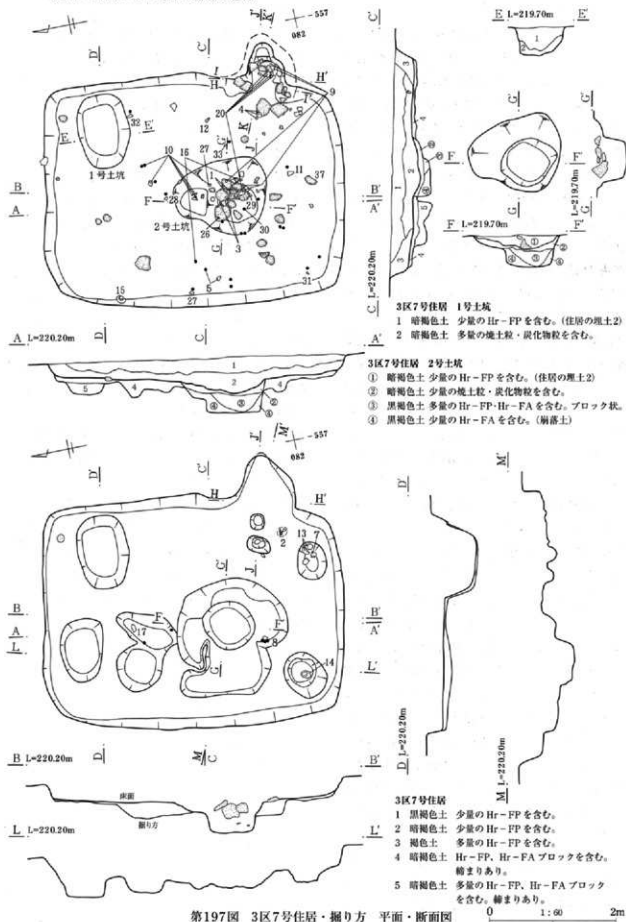 -557
082
E L=219.70m E'
1号土坑
2号土坑
F L=219.70m F'
G L=219.70m G'
A L=220.20m A'
C L=220.20m C'
3区7号住居 1号土坑
1 暗褐色土 少量のHr-FPを含む。(住居の埋土2)
2 暗褐色土 多量の焼土粒・炭化物粒を含む。
3区7号住居 2号土坑
① 暗褐色土 少量のHr-FPを含む。(住居の埋土2)
② 暗褐色土 少量の焼土粒・炭化物粒を含む。
③ 黒褐色土 多量のHr-FP・Hr-FAを含む。ブロック状。
④ 黒褐色土 少量のHr-FAを含む。(崩落土)
-557
082
B L=220.20m B'
床面
掘り方
L L=220.20m L'
D L=220.20m D'
M L=220.20m M'
3区7号住居
1 黒褐色土 少量のHr-FPを含む。
2 暗褐色土 少量のHr-FPを含む。
3 褐色土 多量のHr-FPを含む。
4 暗褐色土 Hr-FP、Hr-FAブロックを含む。
締まりあり。
5 暗褐色土 多量のHr-FP、Hr-FAブロック
を含む。締まりあり。
第197図 3区7号住居・掘り方 平面・断面図
0 1:60 2m